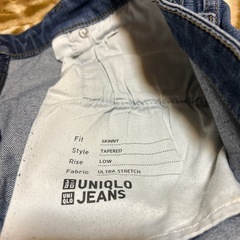 Fit SKINNY
Style TAPERED
Rise LOW
Fabric ULTRA STRETCH
UNI QLO UNIQLO
JEANS